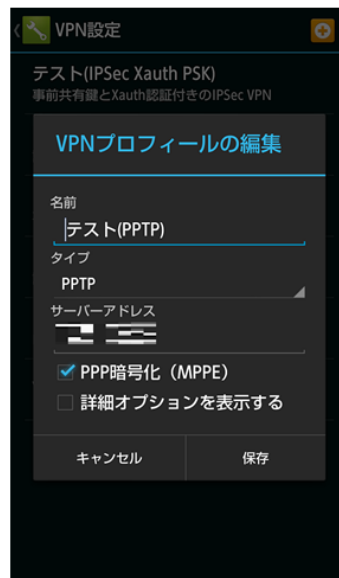 VPN設定
テスト(IPSec Xauth PSK)
事前共有鍵とXauth認証付きのIPSec VPN
VPNプロフィールの編集
名前
テスト(PPTP)
タイプ
PPTP
サーバーアドレス
PPP暗号化（MPPE）
詳細オプションを表示する
キャンセル
保存